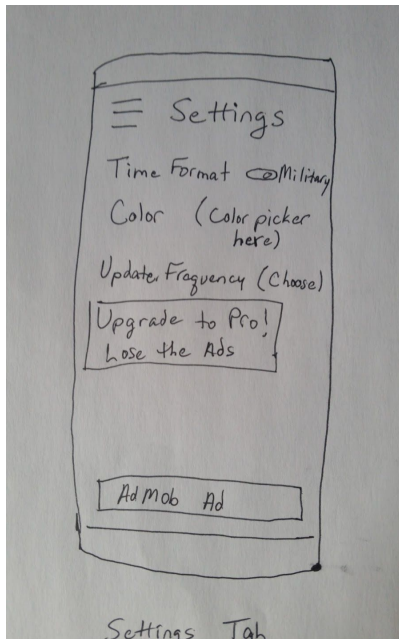 Settings
Time Format Military
Color (Color picker
here)
Update Frequency (Choose)
Upgrade to Pro!
Lose the Ads
AdMob Ad
Settings Tab